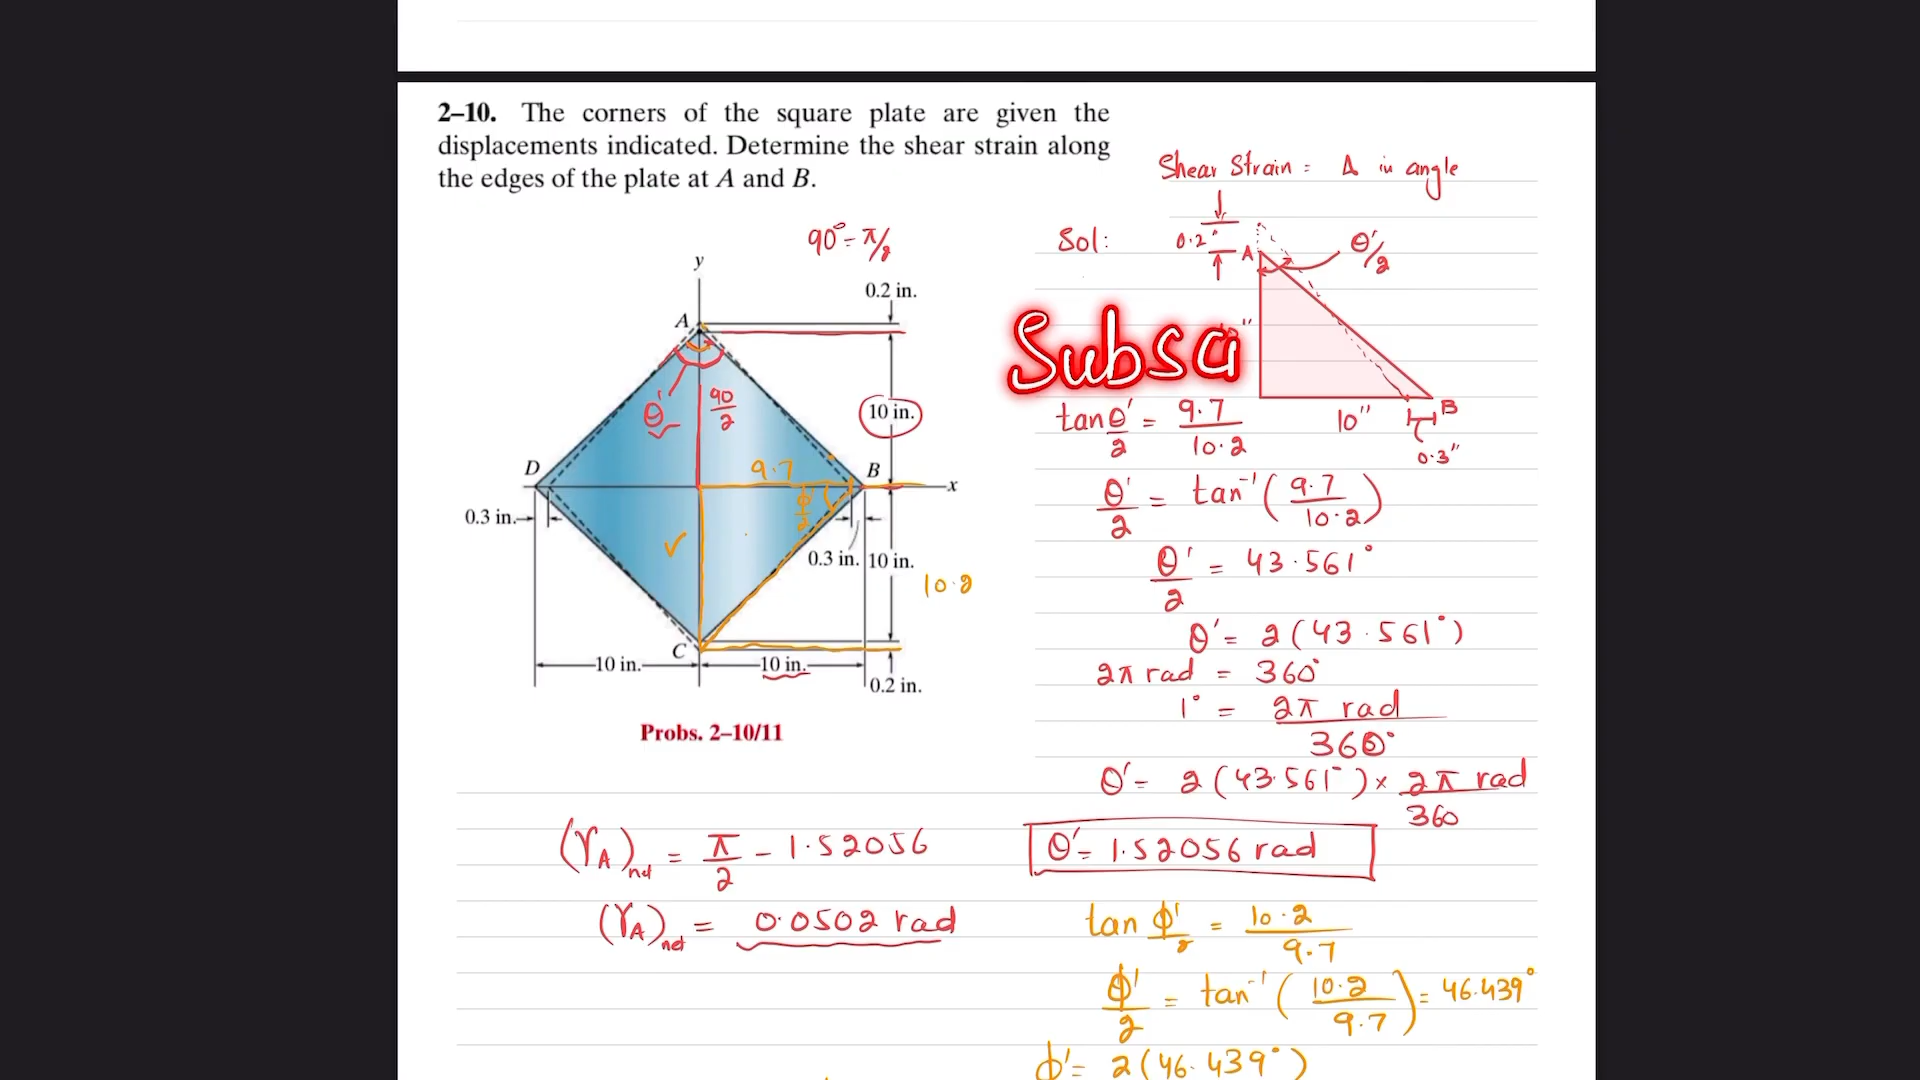 2–10. The corners of the square plate are given the
displacements indicated. Determine the shear strain along
the edges of the plate at A and B.
90° = π/2
y
0.2 in.
A
θ'
90/2
10 in.
D
9.7
B
x
φ'/2
0.3 in.
0.3 in.
10 in.
10.2
C
10 in.
10 in.
0.2 in.
Probs. 2–10/11
(γA)net = π/2 - 1.52056
(γA)net = 0.0502 rad
Shear Strain = Δ in angle
Sol:
0.2"
A
θ'/2
"
Subsc
10"
B
0.3"
tan θ'/2 = 9.7/10.2
θ'/2 = tan⁻¹(9.7/10.2)
θ'/2 = 43.561°
θ' = 2(43.561°)
2π rad = 360°
1° = 2π rad/360°
θ' = 2(43.561°) × 2π rad/360
θ' = 1.52056 rad
tan φ'/2 = 10.2/9.7
φ'/2 = tan⁻¹(10.2/9.7) = 46.439°
φ' = 2(46.439°)